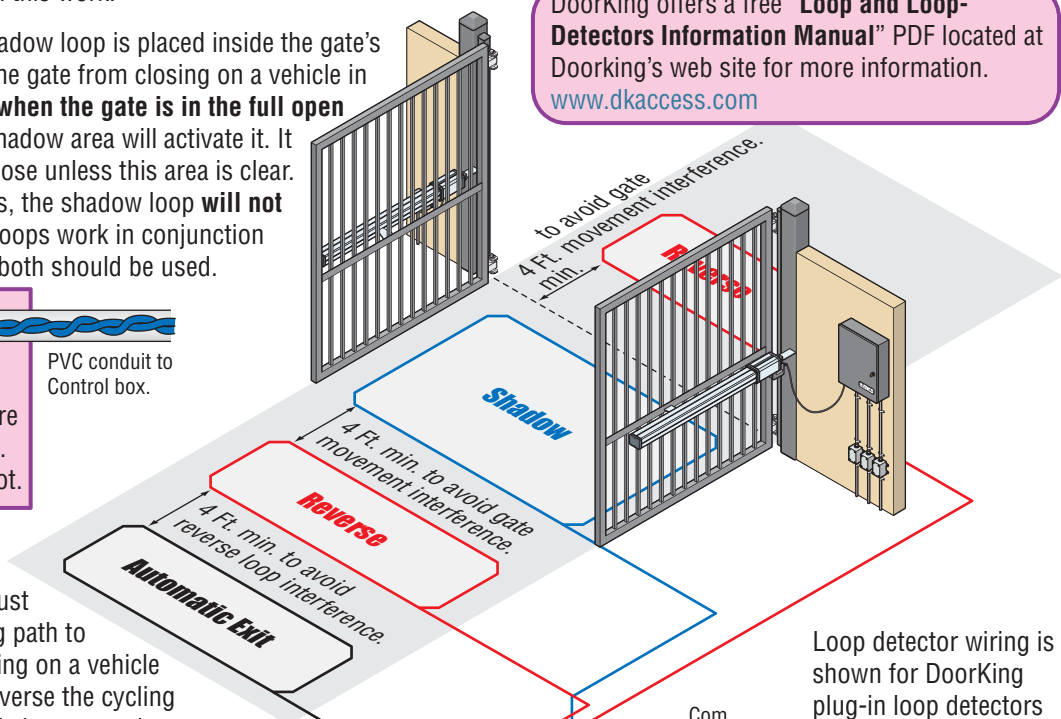 this work.
DoorKing offers a free "Loop and Loop-
Detectors Information Manual" PDF located at
Doorking's web site for more information.
www.dkaccess.com
adow loop is placed inside the gate's
he gate from closing on a vehicle in
when the gate is in the full open
hadow area will activate it. It
ose unless this area is clear.
s, the shadow loop will not
oops work in conjunction
both should be used.
PVC conduit to
Control box.
re
.
ot.
to avoid gate
4 Ft. movement interference.
min.
Reverse
Shadow
4 Ft. min. to avoid gate
movement interference.
Reverse
4 Ft. min. to avoid
reverse loop interference.
Automatic Exit
ust
g path to
ing on a vehicle
verse the cycling
Loop detector wiring is
shown for DoorKing
plug-in loop detectors
Com